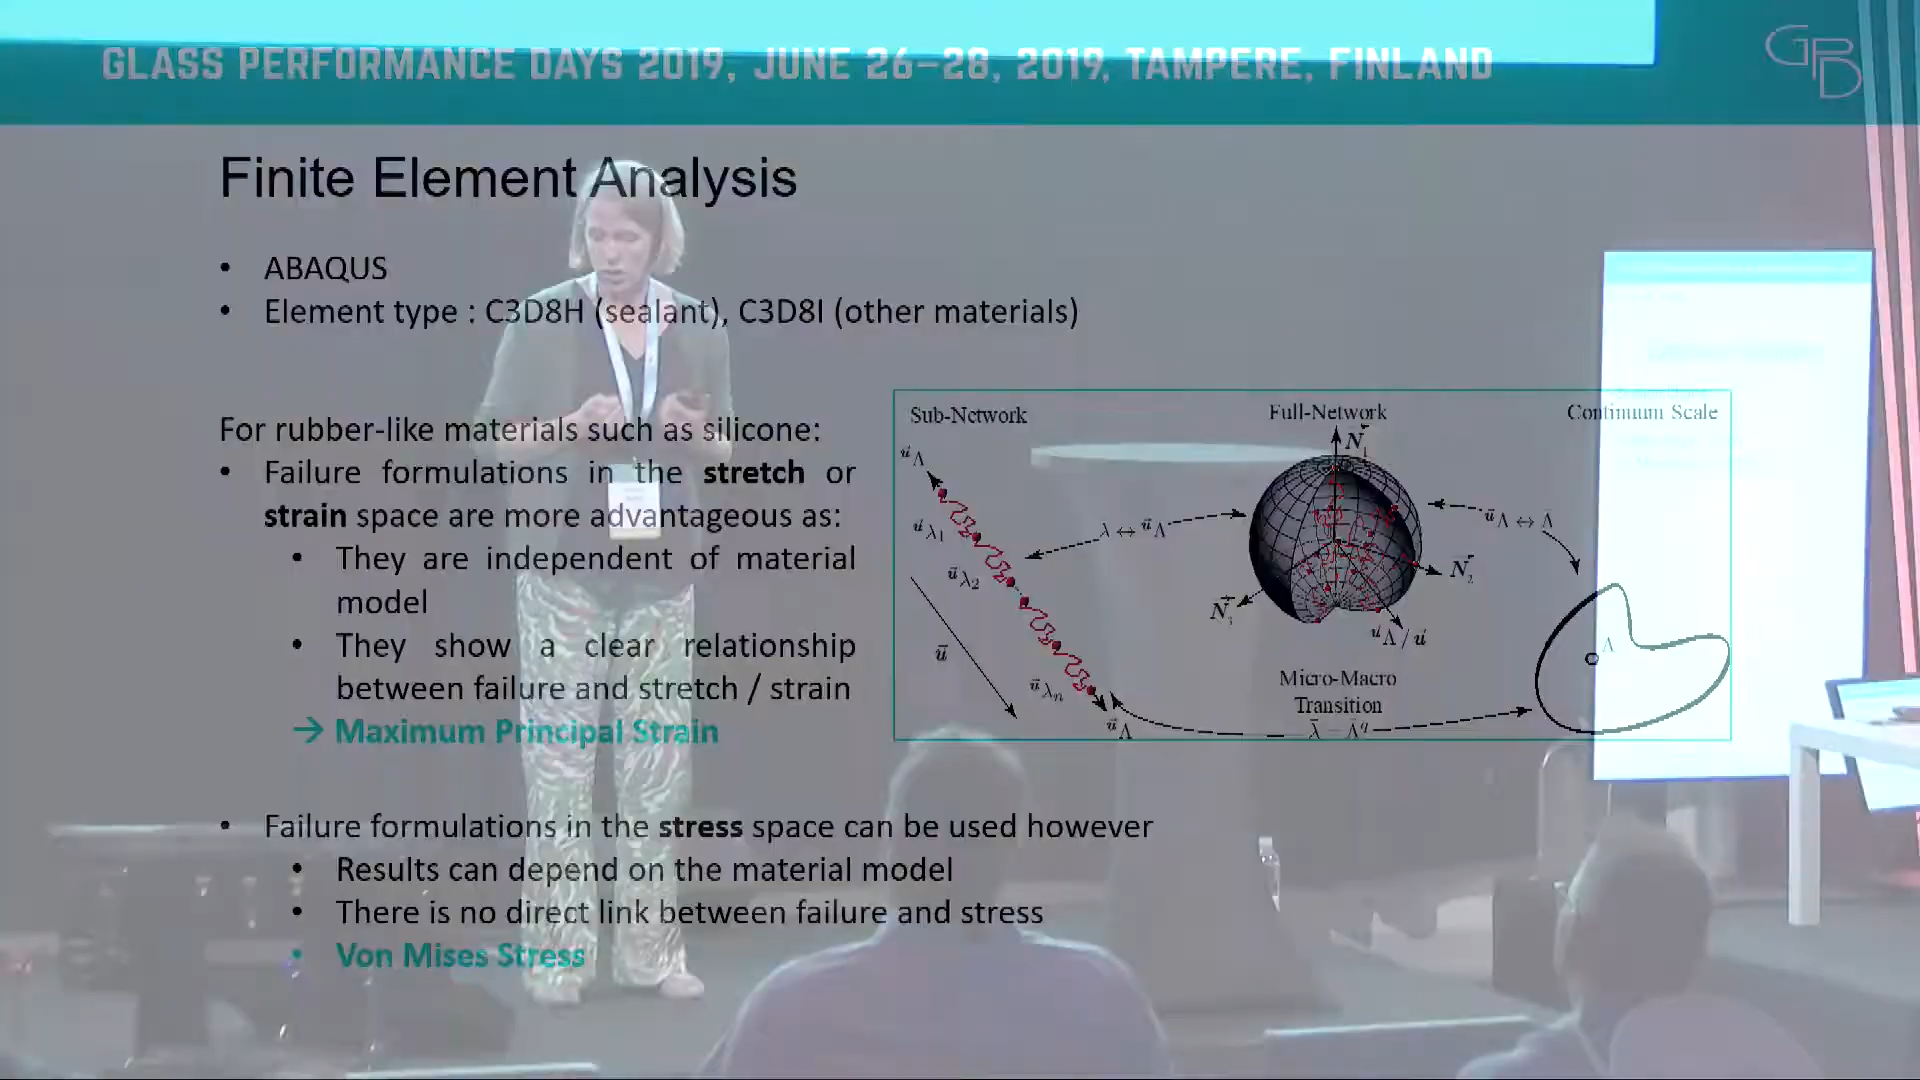 GLASS PERFORMANCE DAYS 2019, JUNE 26–28, 2019, TAMPERE, FINLAND
GPD
Finite Element Analysis
• ABAQUS
• Element type : C3D8H (sealant), C3D8I (other materials)
For rubber-like materials such as silicone:
• Failure formulations in the stretch or
strain space are more advantageous as:
• They are independent of material
model
• They show a clear relationship
between failure and stretch / strain
→ Maximum Principal Strain
• Failure formulations in the stress space can be used however
• Results can depend on the material model
• There is no direct link between failure and stress
• Von Mises Stress
Sub-Network
Full-Network
Continuum Scale
Micro-Macro
Transition